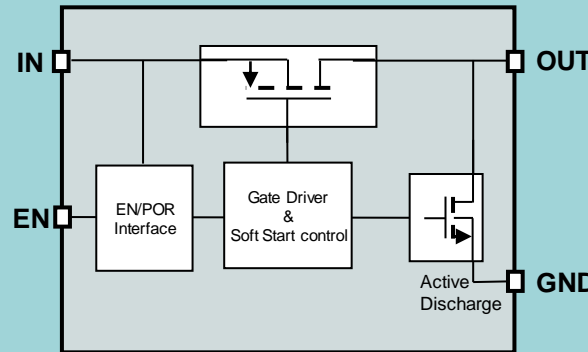 IN
OUT
EN
EN/POR
Interface
Gate Driver
&
Soft Start control
Active
Discharge
GND